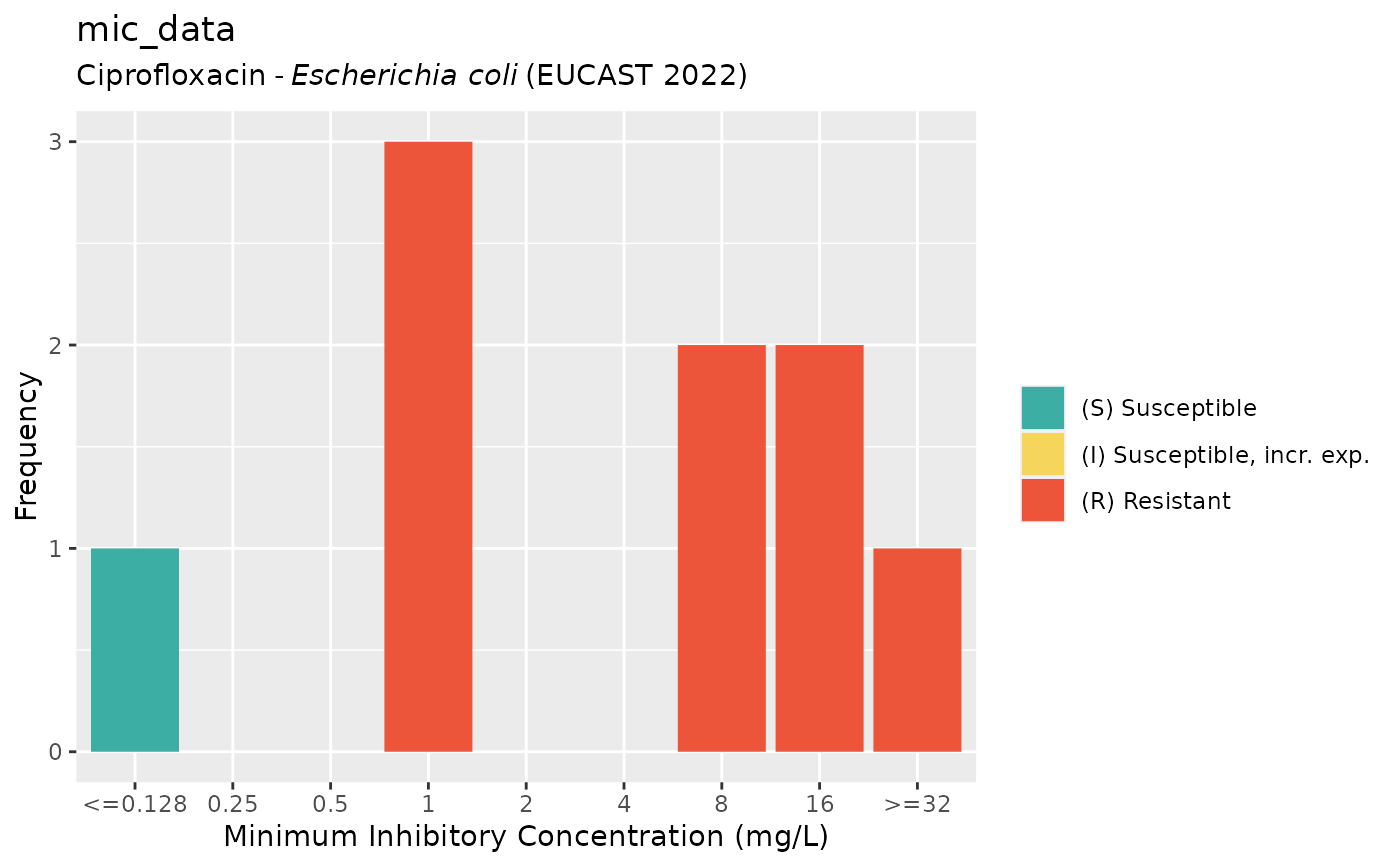 mic_data
Ciprofloxacin - Escherichia coli (EUCAST 2022)
3
2
1
0
Frequency
<=0.128 0.25 0.5 1 2 4 8 16 >=32
Minimum Inhibitory Concentration (mg/L)
(S) Susceptible
(I) Susceptible, incr. exp.
(R) Resistant